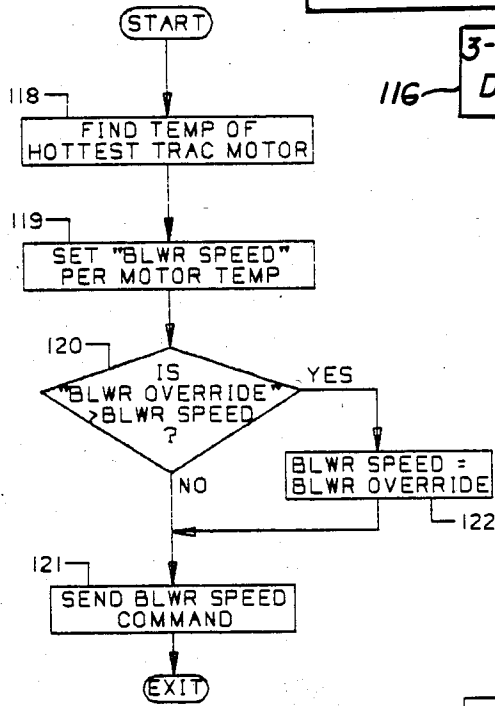 START
3-
116
D
118
FIND TEMP OF
HOTTEST TRAC MOTOR
119
SET "BLWR SPEED"
PER MOTOR TEMP
120
IS
"BLWR OVERRIDE"
>BLWR SPEED
?
YES
NO
BLWR SPEED =
BLWR OVERRIDE
122
121
SEND BLWR SPEED
COMMAND
EXIT